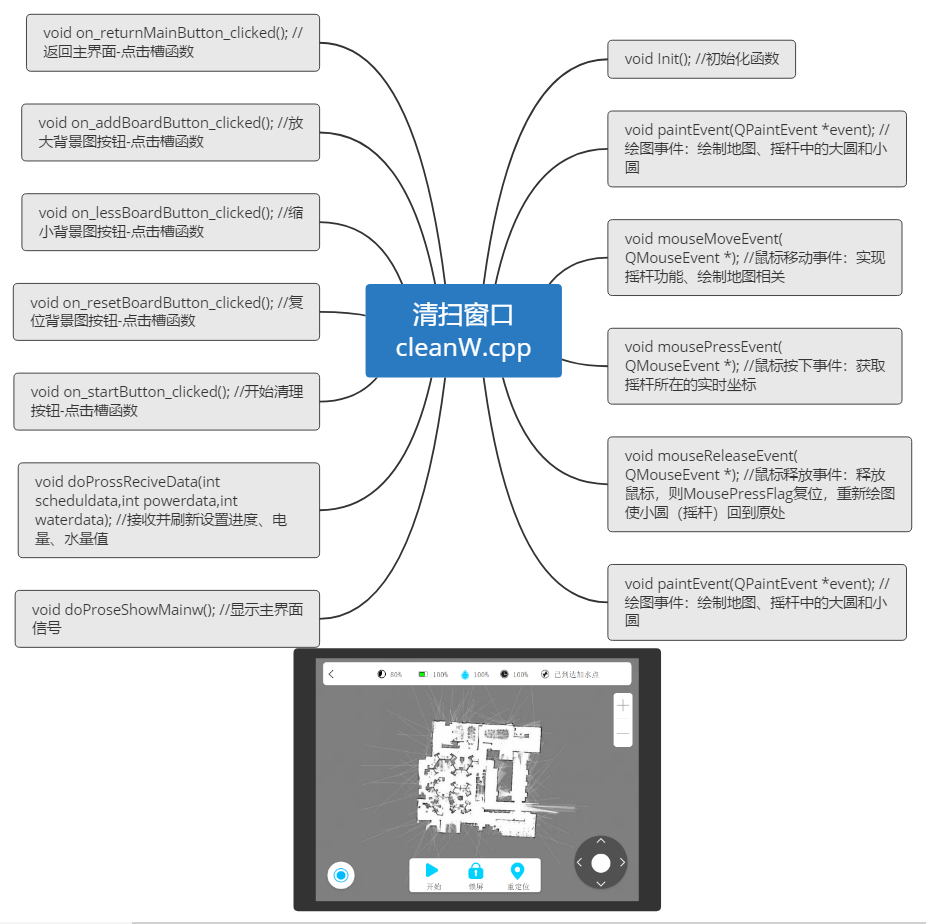 void on_returnMainButton_clicked(); //
返回主界面-点击槽函数
void on_addBoardButton_clicked(); //放
大背景图按钮-点击槽函数
void on_lessBoardButton_clicked(); //缩
小背景图按钮-点击槽函数
void on_resetBoardButton_clicked(); //复
位背景图按钮-点击槽函数
void on_startButton_clicked(); //开始清理
按钮-点击槽函数
void doProssReciveData(int
scheduldata,int powerdata,int
waterdata); //接收并刷新设置进度、电
量、水量值
void doProseShowMainw(); //显示主界面
信号
清扫窗口
cleanW.cpp
void Init(); //初始化函数
void paintEvent(QPaintEvent *event); //
绘图事件：绘制地图、摇杆中的大圆和小
圆
void mouseMoveEvent(
QMouseEvent *); //鼠标移动事件：实现
摇杆功能、绘制地图相关
void mousePressEvent(
QMouseEvent *); //鼠标按下事件：获取
摇杆所在的实时坐标
void mouseReleaseEvent(
QMouseEvent *); //鼠标释放事件：释放
鼠标，则MousePressFlag复位，重新绘图
使小圆（摇杆）回到原处
void paintEvent(QPaintEvent *event); //
绘图事件：绘制地图、摇杆中的大圆和小
圆
80% 100% 100% 100% 已到达加水点
开始 锁屏 重定位